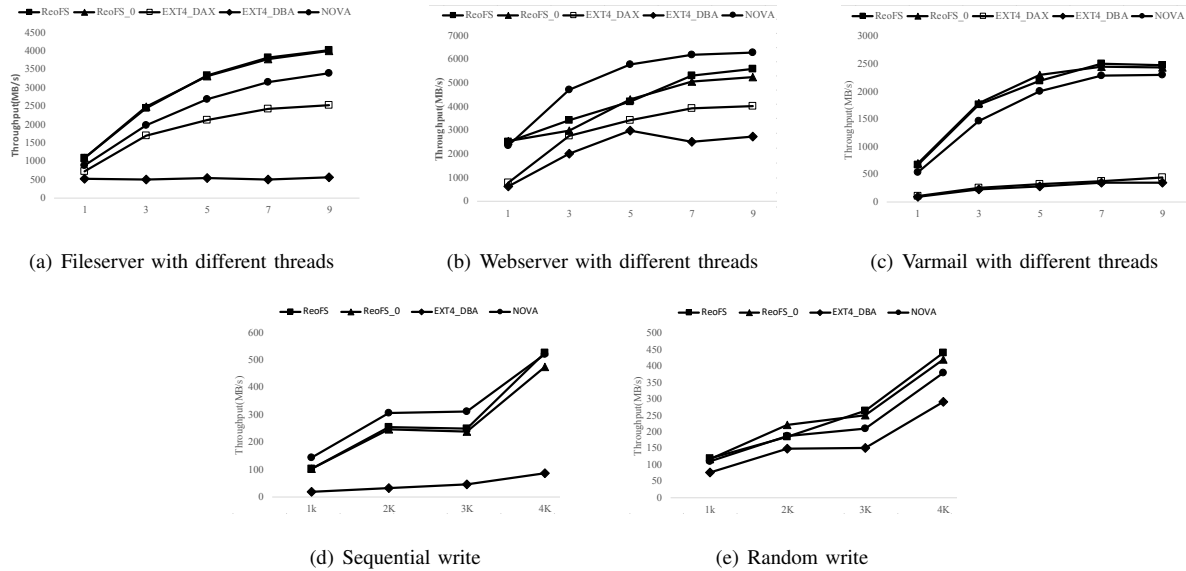 ReoFS ReoFS_0 EXT4_DAX EXT4_DBA NOVA
Throughput(MB/s)
4500
4000
3500
3000
2500
2000
1500
1000
500
0
1 3 5 7 9
(a) Fileserver with different threads
ReoFS ReoFS_0 EXT4_DAX EXT4_DBA NOVA
Throughput(MB/s)
7000
6000
5000
4000
3000
2000
1000
0
1 3 5 7 9
(b) Webserver with different threads
ReoFS ReoFS_0 EXT4_DAX EXT4_DBA NOVA
Throughput(MB/s)
3000
2500
2000
1500
1000
500
0
1 3 5 7 9
(c) Varmail with different threads
ReoFS ReoFS_0 EXT4_DBA NOVA
Throughput(MB/s)
600
500
400
300
200
100
0
1k 2K 3K 4K
(d) Sequential write
ReoFS ReoFS_0 EXT4_DBA NOVA
Throughput(MB/s)
500
450
400
350
300
250
200
150
100
50
0
1k 2K 3K 4K
(e) Random write